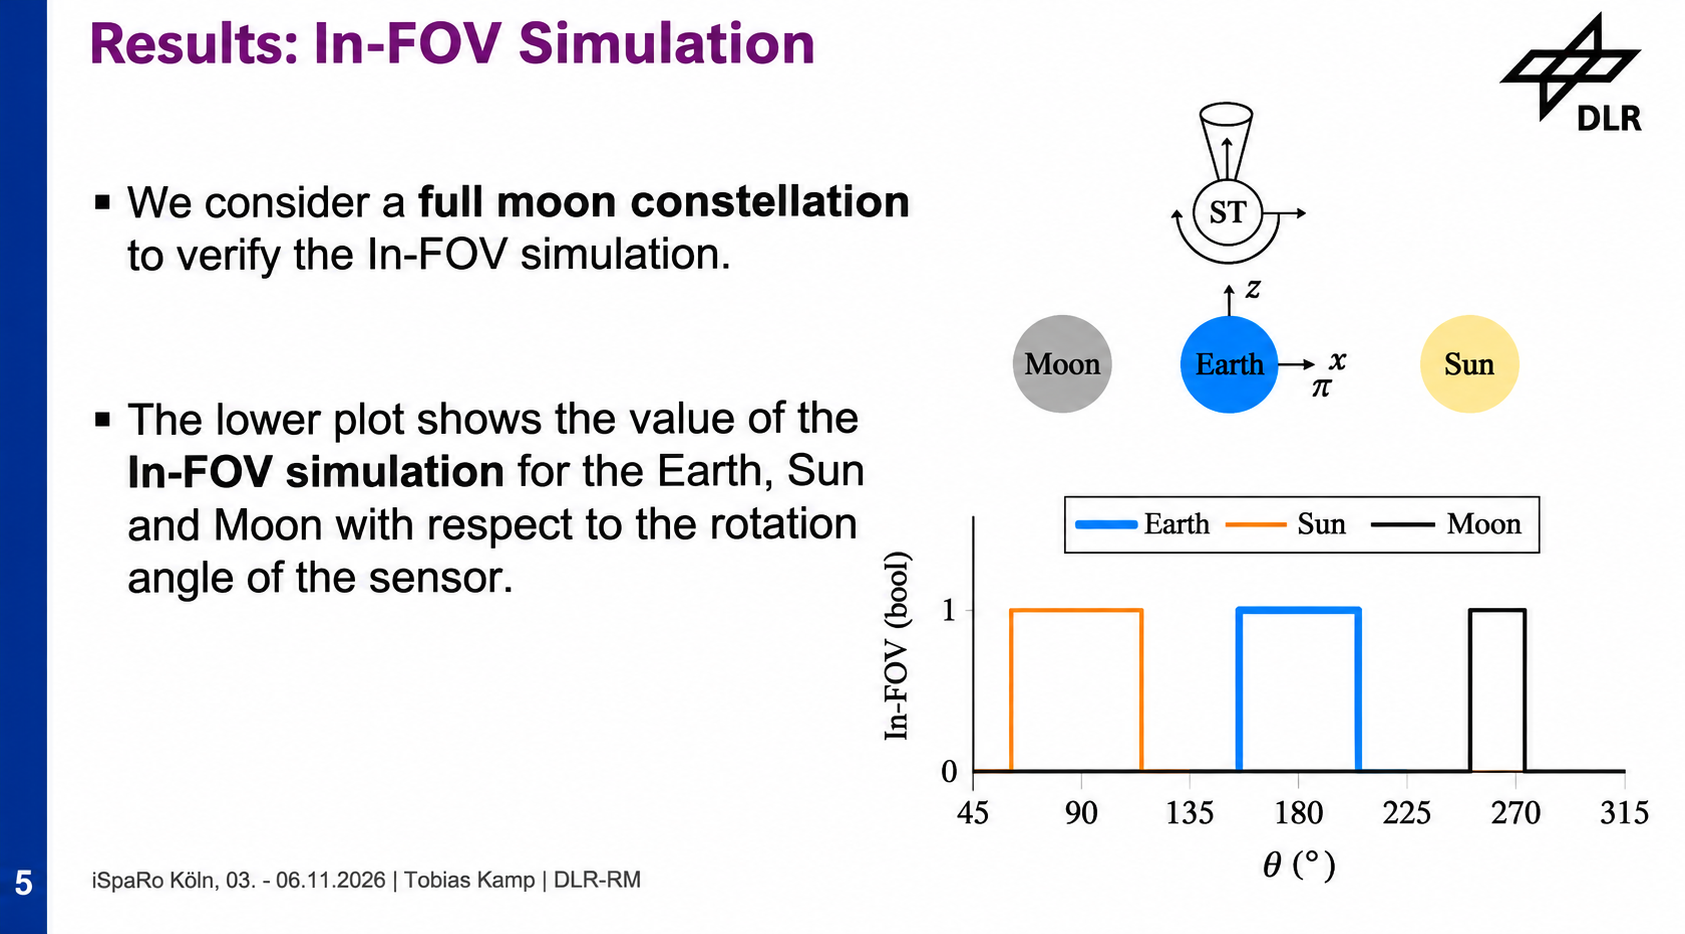 Results: In-FOV Simulation
DLR
▪ We consider a full moon constellation
to verify the In-FOV simulation.
▪ The lower plot shows the value of the
In-FOV simulation for the Earth, Sun
and Moon with respect to the rotation
angle of the sensor.
ST
z
Moon
Earth
x
π
Sun
Earth Sun Moon
In-FOV (bool)
1
0
45 90 135 180 225 270 315
θ (°)
5
iSpaRo Köln, 03. - 06.11.2026 | Tobias Kamp | DLR-RM